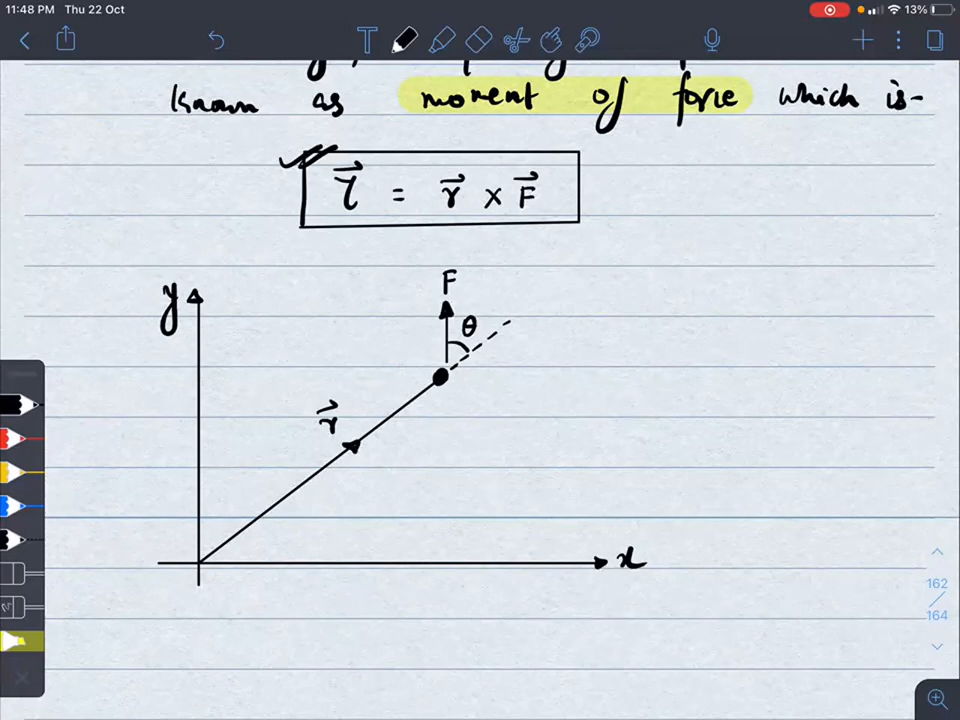 11:48 PM Thu 22 Oct 13%
T
known as moment of force which is-
τ⃗ = r⃗ × F⃗
y
F
θ
r⃗
x
162
164